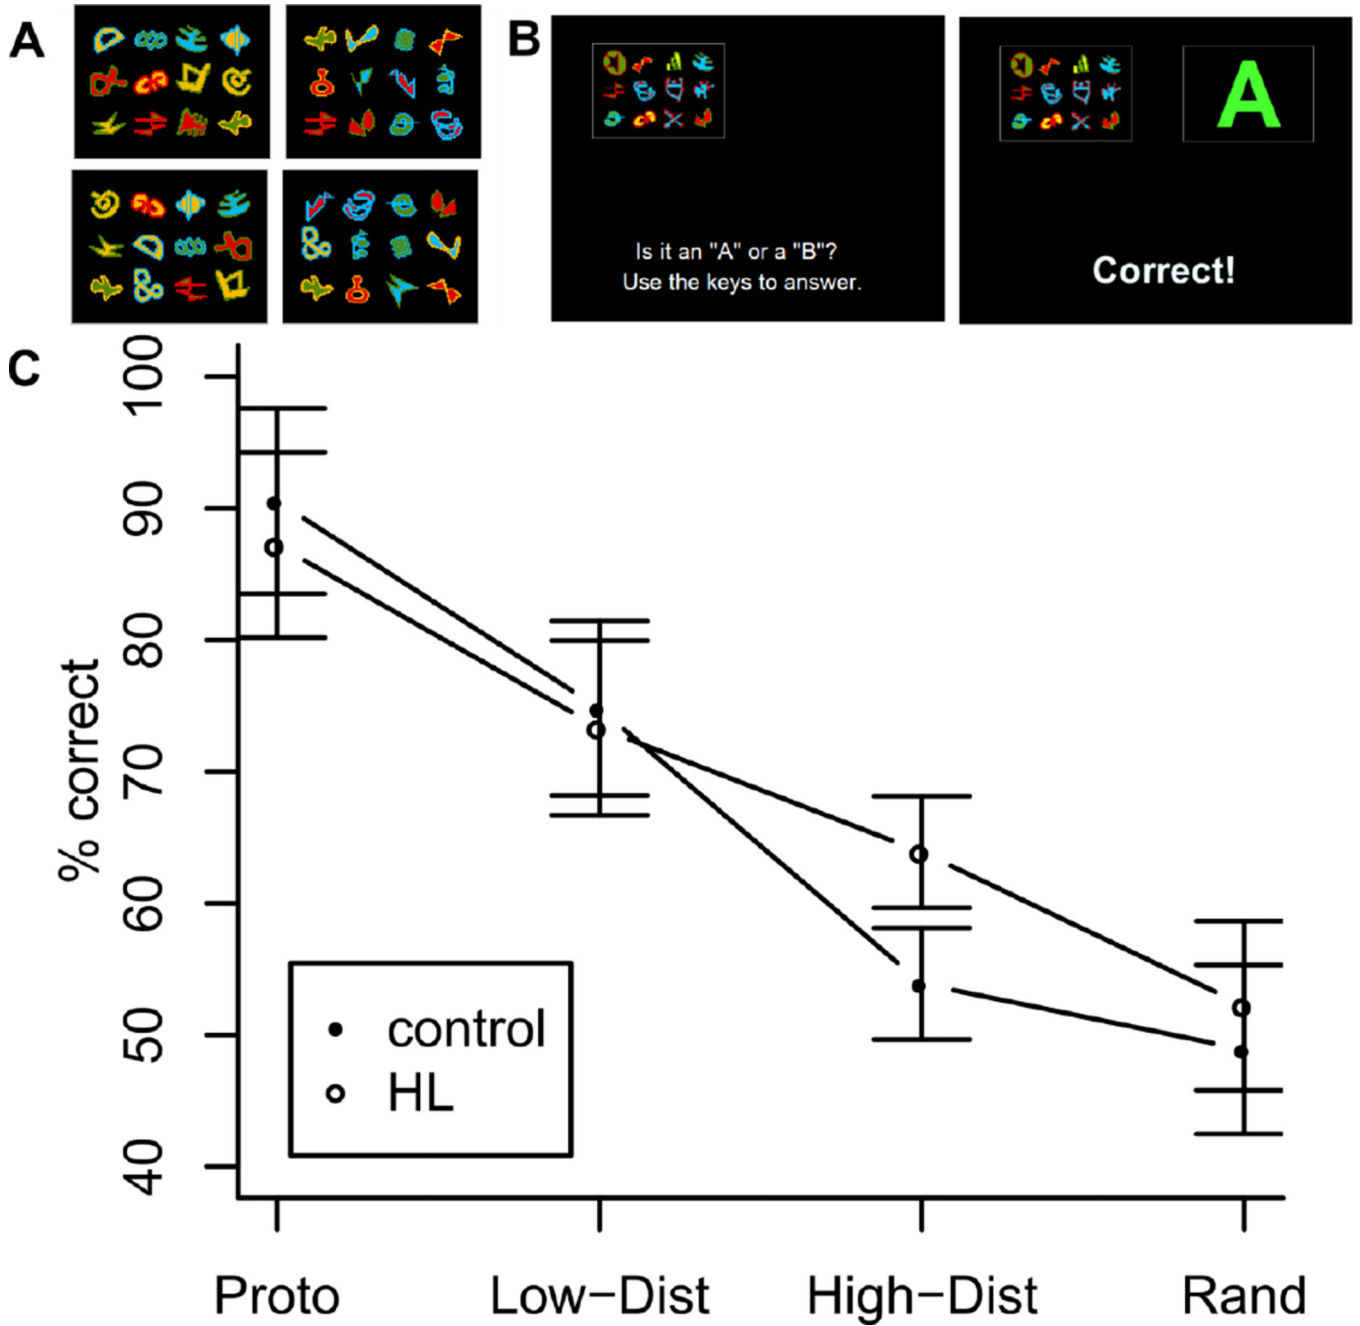 A
B
Is it an "A" or a "B"?
Use the keys to answer.
A
Correct!
C
% correct
100
90
80
70
60
50
40
control
HL
Proto
Low-Dist
High-Dist
Rand